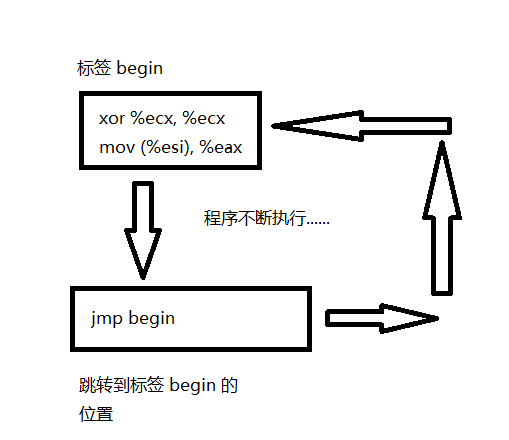 标签 begin
xor %ecx, %ecx
mov (%esi), %eax
程序不断执行......
jmp begin
跳转到标签 begin 的
位置